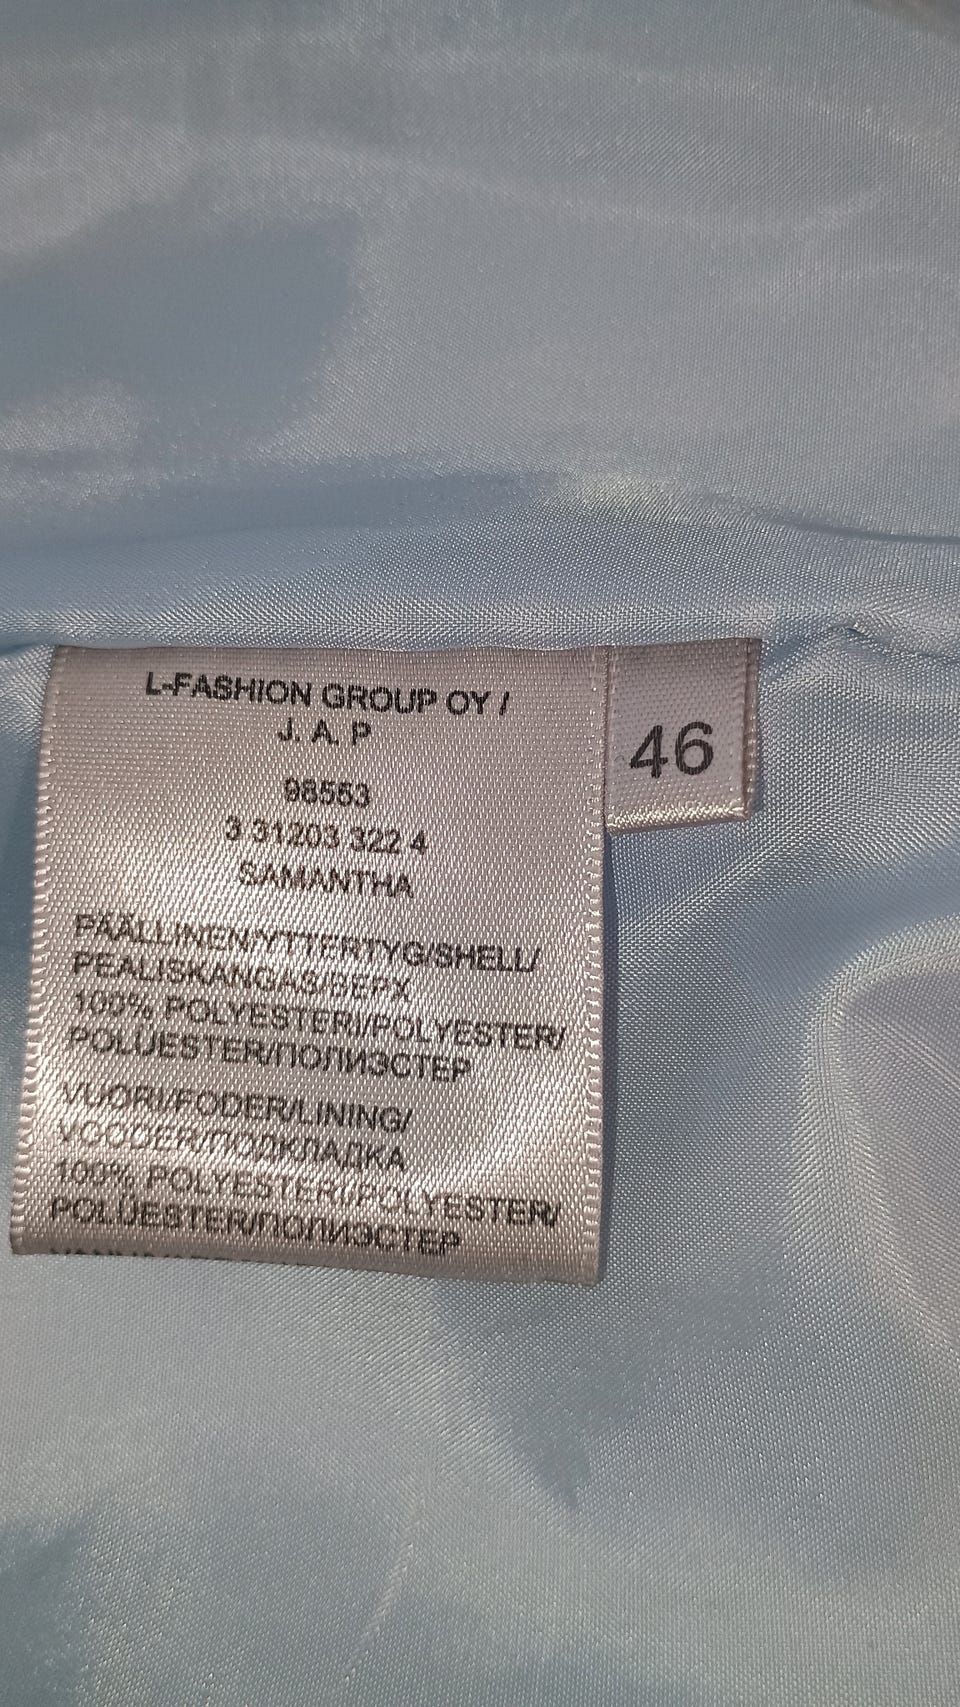 L-FASHION GROUP OY /
J. A. P
46
98553
3 31203 322 4
SAMANTHA
PÄÄLLINEN/YTTERTYG/SHELL/
PEALISKANGAS/ВЕРХ
100% POLYESTERI/POLYESTER/
POLÜESTER/ПОЛИЭСТЕР
VUORI/FODER/LINING/
VOODER/ПОДКЛАДКА
100% POLYESTERI/POLYESTER/
POLÜESTER/ПОЛИЭСТЕР